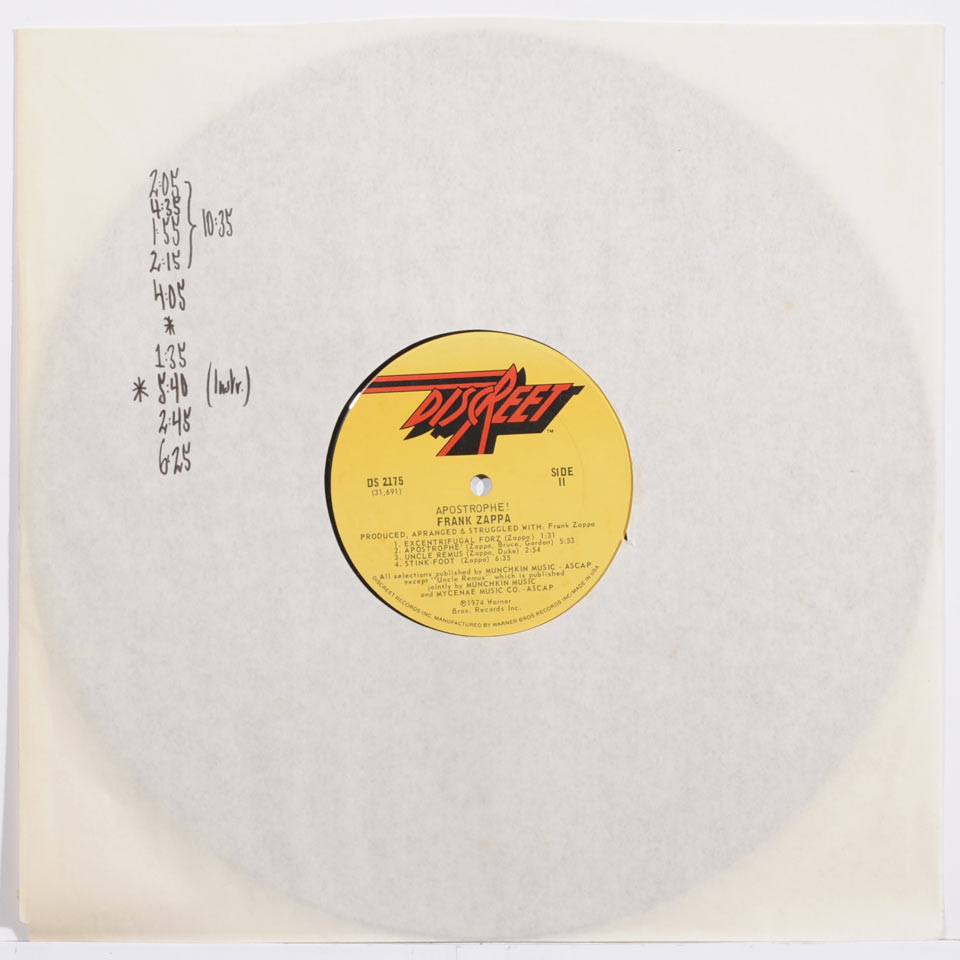 2:05
4:35
1:55
2:15
10:35
4:05
*
1:35
* 5:40 (Instr.)
2:45
6:25
DISCREET
TM
DS 2175
(31,691)
SIDE
II
APOSTROPHE!
FRANK ZAPPA
PRODUCED, ARRANGED & STRUGGLED WITH: Frank Zappa
1. EXCENTRIFUGAL FORZ (Zappa) 1:31
2. APOSTROPHE' (Zappa, Bruce, Gordon) 5:53
3. UNCLE REMUS (Zappa, Duke) 2:54
4. STINK-FOOT (Zappa) 6:35
All selections published by MUNCHKIN MUSIC - ASCAP
except "Uncle Remus" which is published
jointly by MUNCHKIN MUSIC
and MYCENAE MUSIC CO. - ASCAP
℗1974 Warner
Bros. Records Inc.
DISCREET RECORDS INC. MANUFACTURED BY WARNER BROS RECORDS INC/MADE IN USA